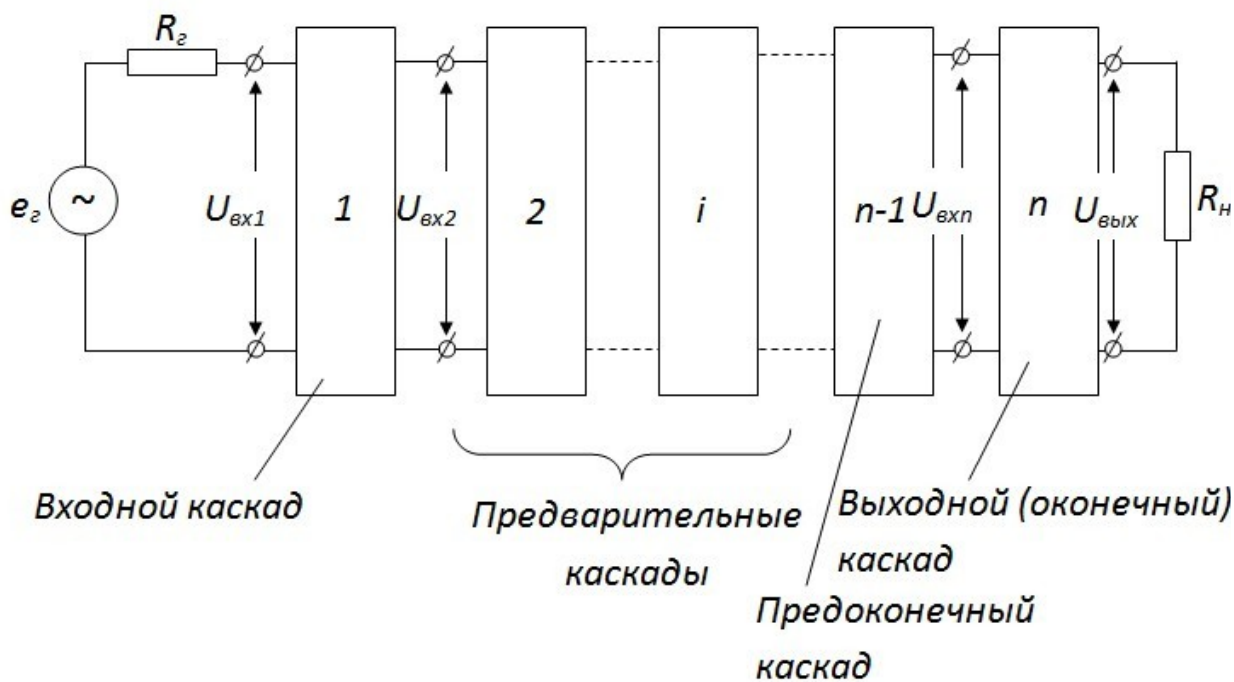 Rг
eг
~
Uвх1
1
Uвх2
2
i
n-1
Uвхn
n
Uвых
Rн
Входной каскад
Предварительные
каскады
Выходной (оконечный)
каскад
Предоконечный
каскад